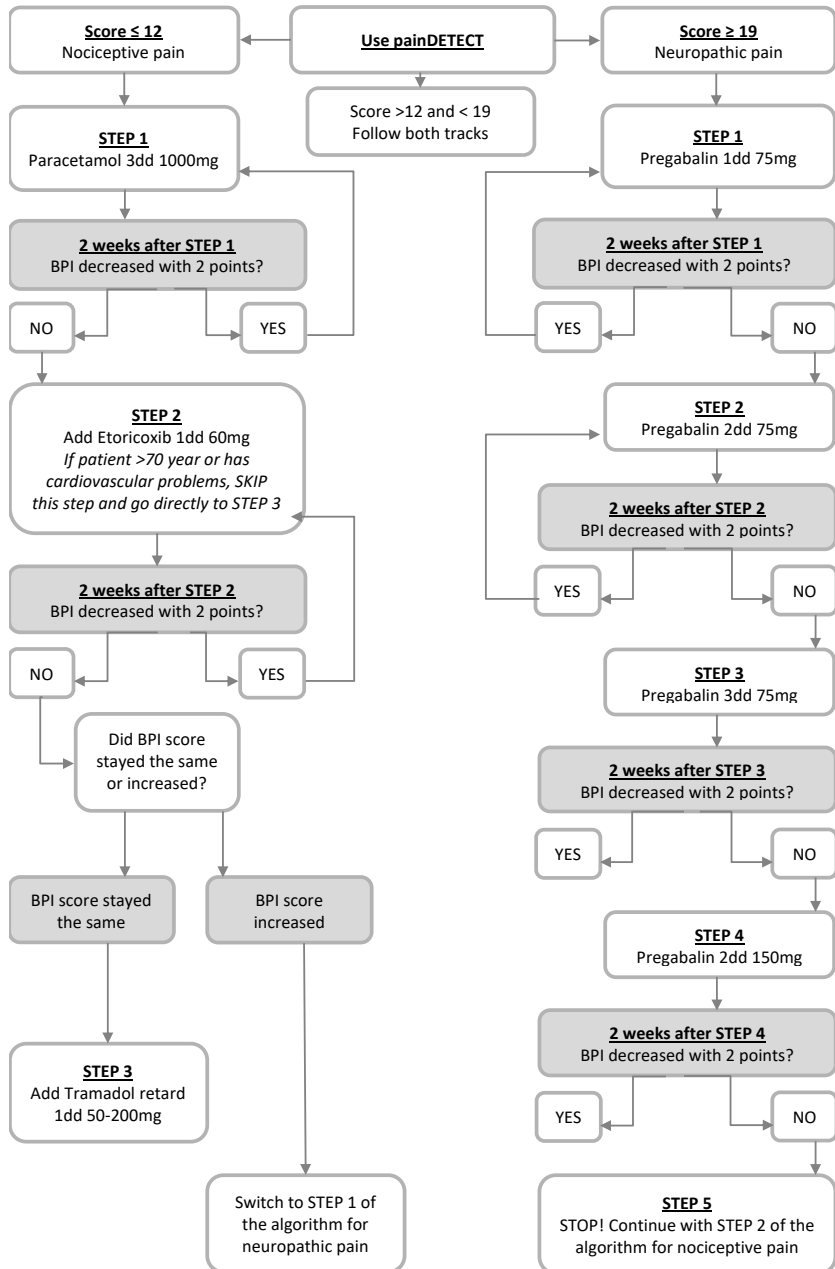 Score ≤ 12
Nociceptive pain
Use painDETECT
Score ≥ 19
Neuropathic pain
Score >12 and < 19
Follow both tracks
STEP 1
Paracetamol 3dd 1000mg
2 weeks after STEP 1
BPI decreased with 2 points?
NO
YES
STEP 2
Add Etoricoxib 1dd 60mg
If patient >70 year or has
cardiovascular problems, SKIP
this step and go directly to STEP 3
2 weeks after STEP 2
BPI decreased with 2 points?
NO
YES
Did BPI score
stayed the same
or increased?
BPI score stayed
the same
BPI score
increased
STEP 3
Add Tramadol retard
1dd 50-200mg
Switch to STEP 1 of
the algorithm for
neuropathic pain
STEP 1
Pregabalin 1dd 75mg
2 weeks after STEP 1
BPI decreased with 2 points?
YES
NO
STEP 2
Pregabalin 2dd 75mg
2 weeks after STEP 2
BPI decreased with 2 points?
YES
NO
STEP 3
Pregabalin 3dd 75mg
2 weeks after STEP 3
BPI decreased with 2 points?
YES
NO
STEP 4
Pregabalin 2dd 150mg
2 weeks after STEP 4
BPI decreased with 2 points?
YES
NO
STEP 5
STOP! Continue with STEP 2 of the
algorithm for nociceptive pain